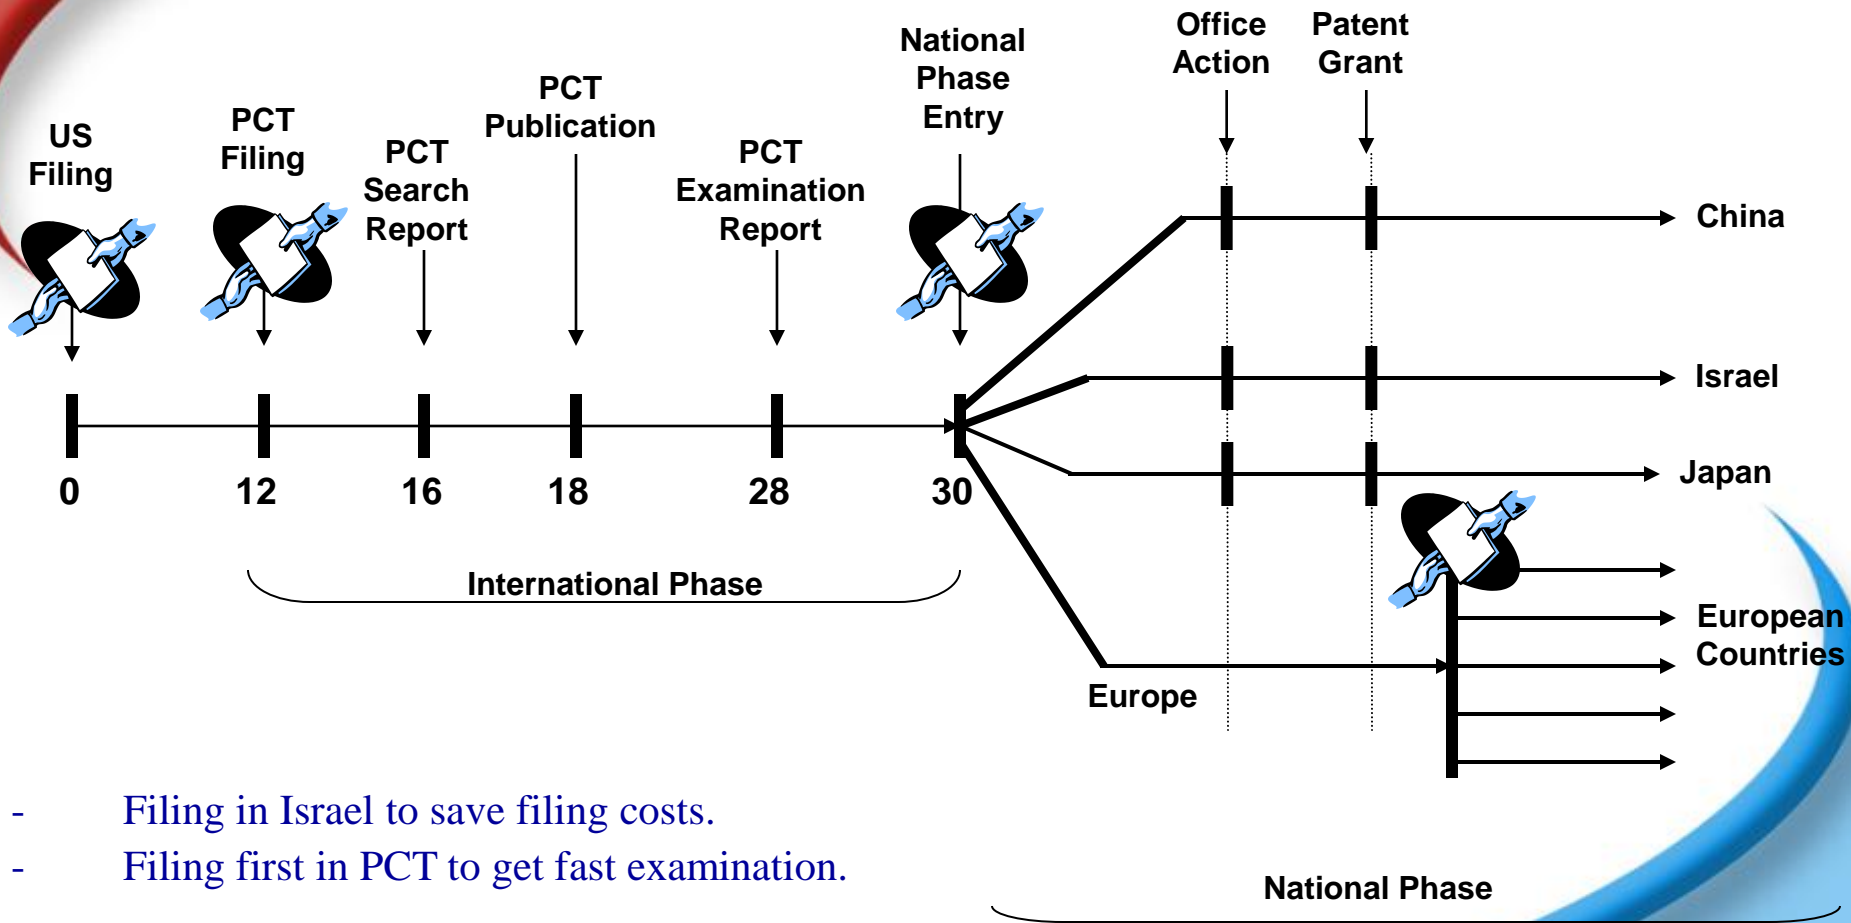 US
Filing
PCT
Filing
PCT
Search
Report
PCT
Publication
PCT
Examination
Report
National
Phase
Entry
Office
Action
Patent
Grant
China
Israel
Japan
0
12
16
18
28
30
International Phase
Europe
European
Countries
- Filing in Israel to save filing costs.
- Filing first in PCT to get fast examination.
National Phase